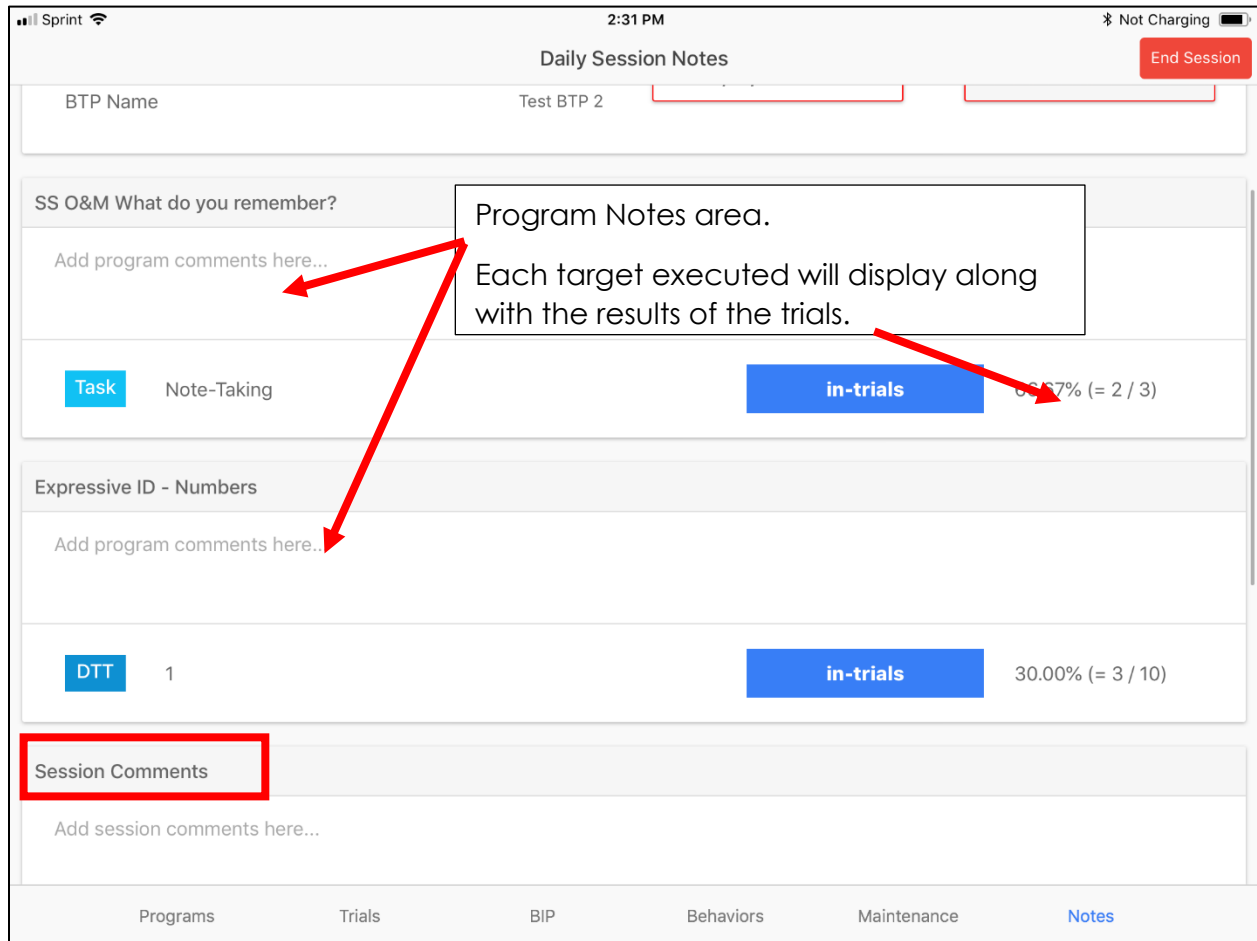 Sprint 2:31 PM Not Charging
Daily Session Notes End Session
BTP Name Test BTP 2
SS O&M What do you remember?
Program Notes area.
Add program comments here...
Each target executed will display along
with the results of the trials.
Task Note-Taking in-trials (= 2 / 3)
Expressive ID - Numbers
Add program comments here...
DTT 1 in-trials 30.00% (= 3 / 10)
Session Comments
Add session comments here...
Programs Trials BIP Behaviors Maintenance Notes